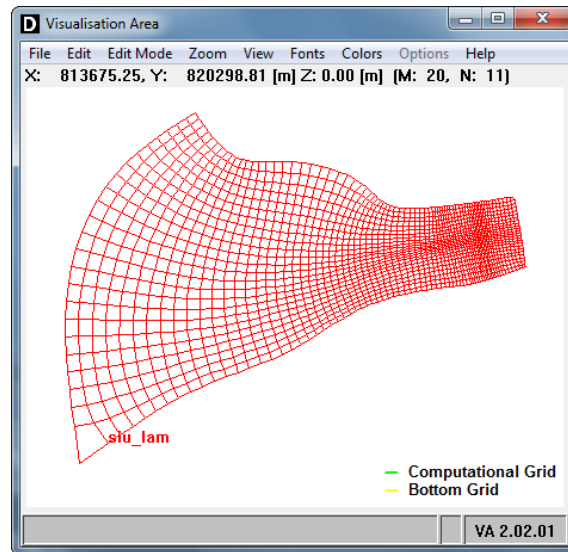 D Visualisation Area
File Edit Edit Mode Zoom View Fonts Colors Options Help
X: 813675.25, Y: 820298.81 [m] Z: 0.00 [m] (M: 20, N: 11)
siu_lam
Computational Grid
Bottom Grid
VA 2.02.01